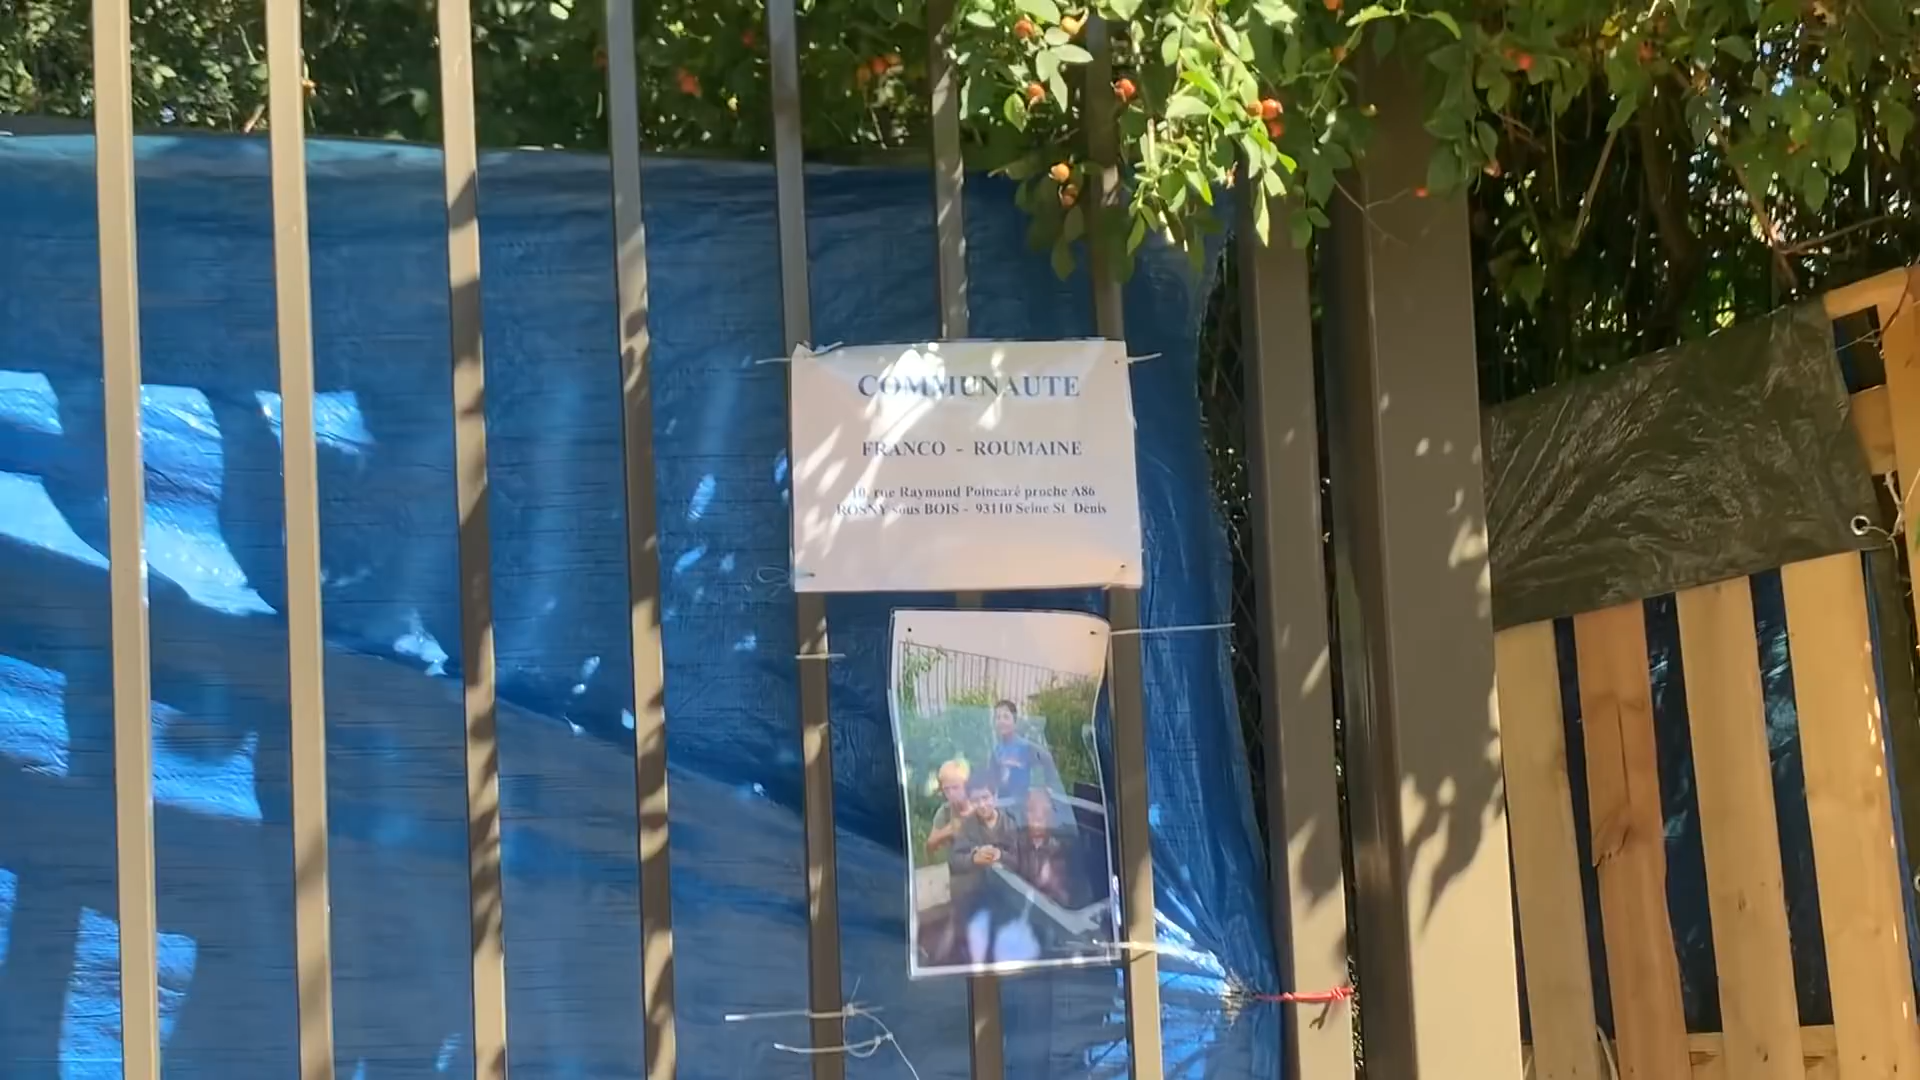 COMMUNAUTE
FRANCO - ROUMAINE
10, rue Raymond Poincaré proche A86
ROSNY sous BOIS - 93110 Seine St Denis